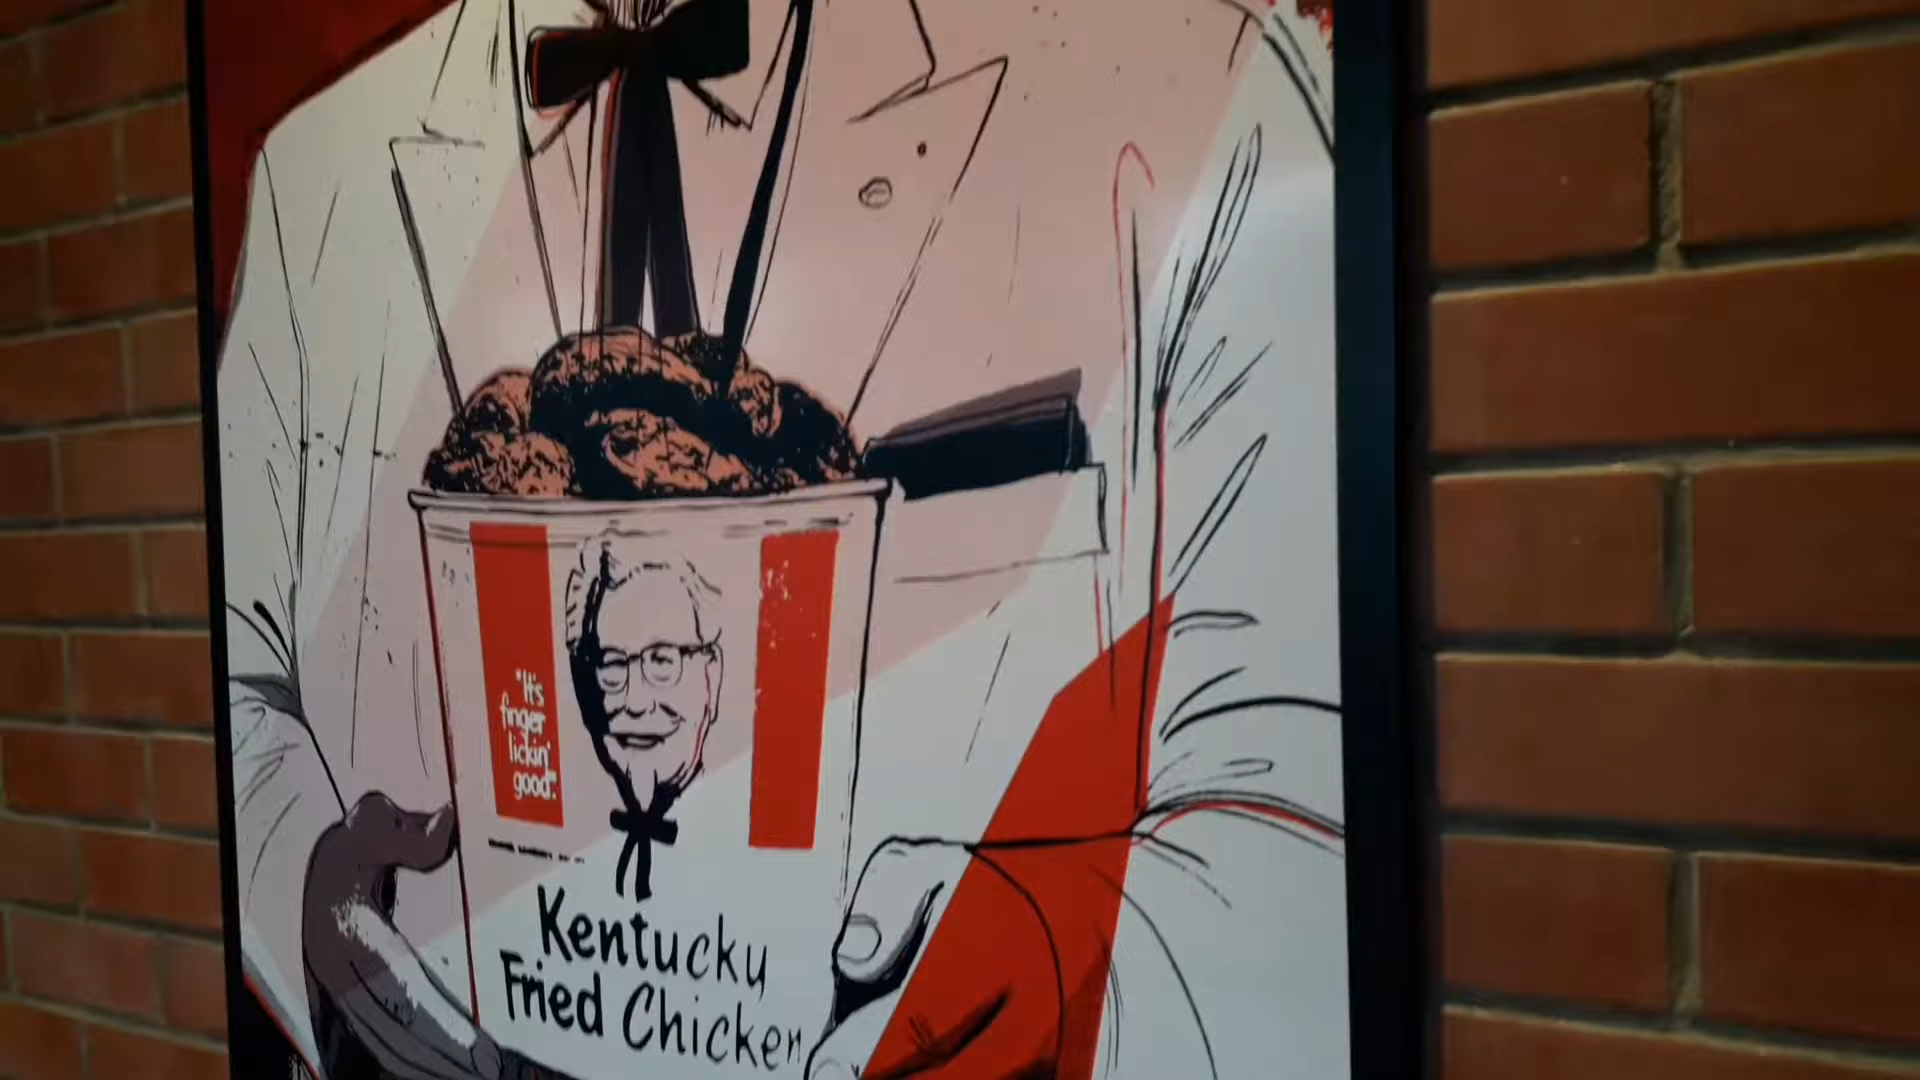 "It's
finger
lickin'
good".
Kentucky
Fried Chicken